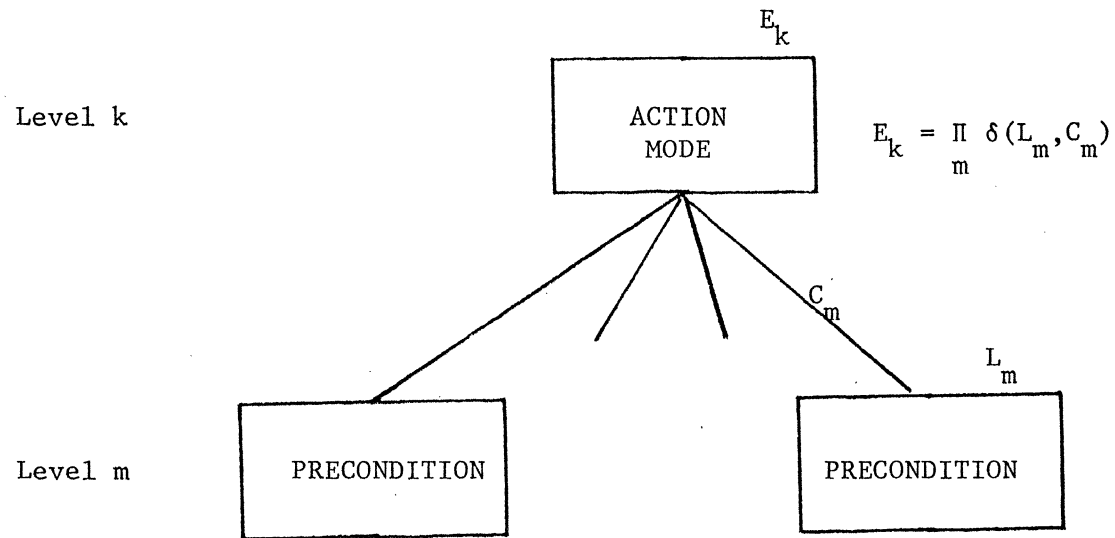 E_k
Level k
ACTION
MODE
E_k = Π_m δ(L_m,C_m)
C_m
L_m
Level m
PRECONDITION
PRECONDITION